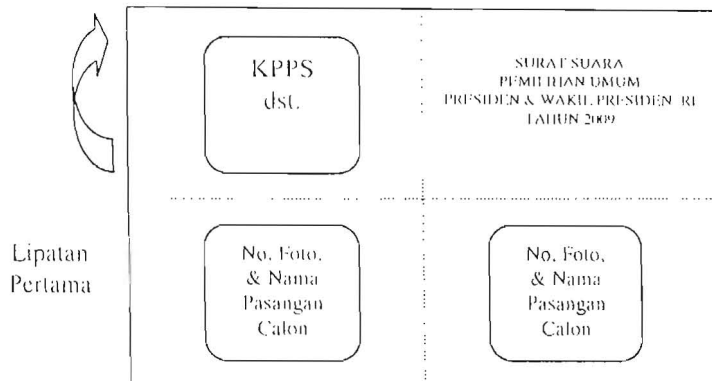 KPPS
dst.
SURAT SUARA
PEMILIHAN UMUM
PRESIDEN & WAKIL PRESIDEN RI
TAHUN 2009
Lipatan
Pertama
No, Foto,
& Nama
Pasangan
Calon
No, Foto,
& Nama
Pasangan
Calon